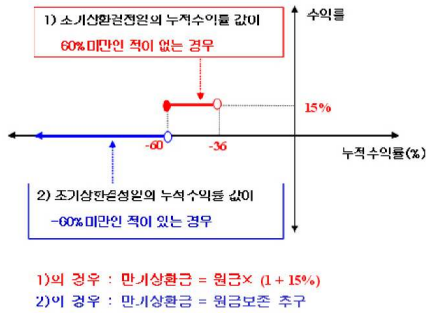 1) 조기상환결정일의 누적수익률 값이
60%미만인 적이 없는 경우
수익률
15%
-60
-36
누적수익률(%)
2) 조기상환결정일의 누적수익률 값이
-60%미만인 적이 있는 경우
1)의 경우 : 만기상환금 = 원금× (1 + 15%)
2)의 경우 : 만기상환금 = 원금보존 추구